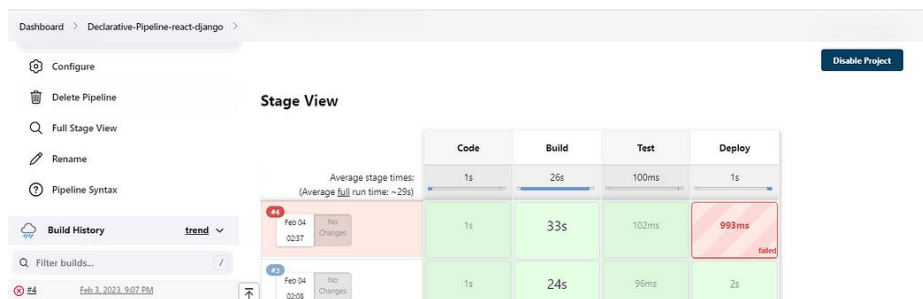 Dashboard > Declarative-Pipeline-react-django >
Configure
Delete Pipeline
Full Stage View
Rename
Pipeline Syntax
Build History trend
Filter builds... /
#4 Feb 3, 2023, 9:07 PM
Disable Project
Stage View
Code Build Test Deploy
Average stage times: 1s 26s 100ms 1s
(Average full run time: ~29s)
#4
Feb 04 No
02:37 Changes
1s 33s 102ms 993ms
failed
#3
Feb 04 No
02:08 Changes
1s 24s 96ms 2s